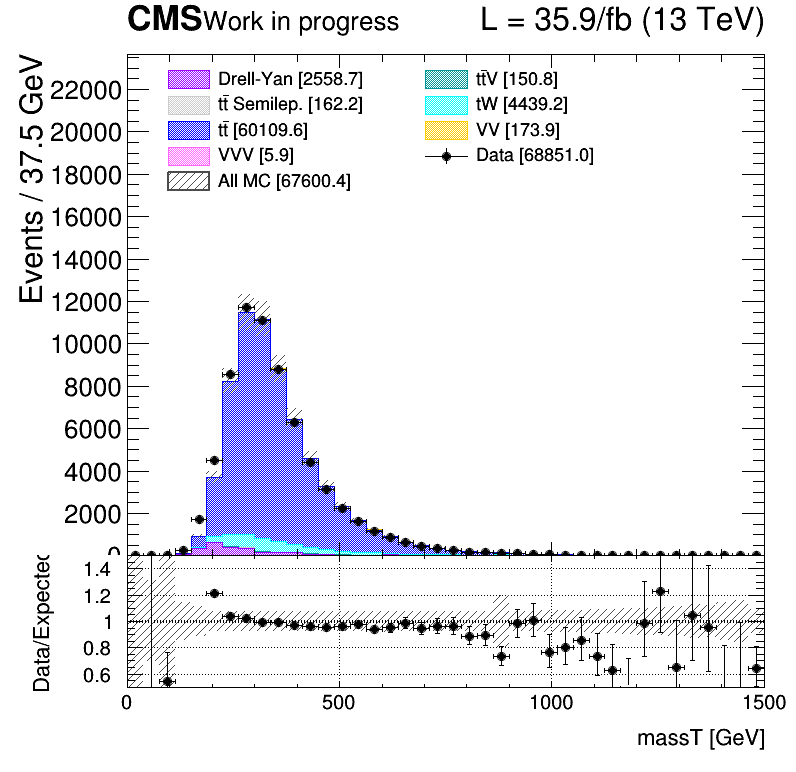 CMS Work in progress L = 35.9/fb (13 TeV)
Events / 37.5 GeV
22000
20000
18000
16000
14000
12000
10000
8000
6000
4000
2000
0
Drell-Yan [2558.7]
tt̄ Semilep. [162.2]
tt̄ [60109.6]
VVV [5.9]
All MC [67600.4]
tt̄V [150.8]
tW [4439.2]
VV [173.9]
Data [68851.0]
Data/Expected
1.4
1.2
1
0.8
0.6
0 500 1000 1500
massT [GeV]